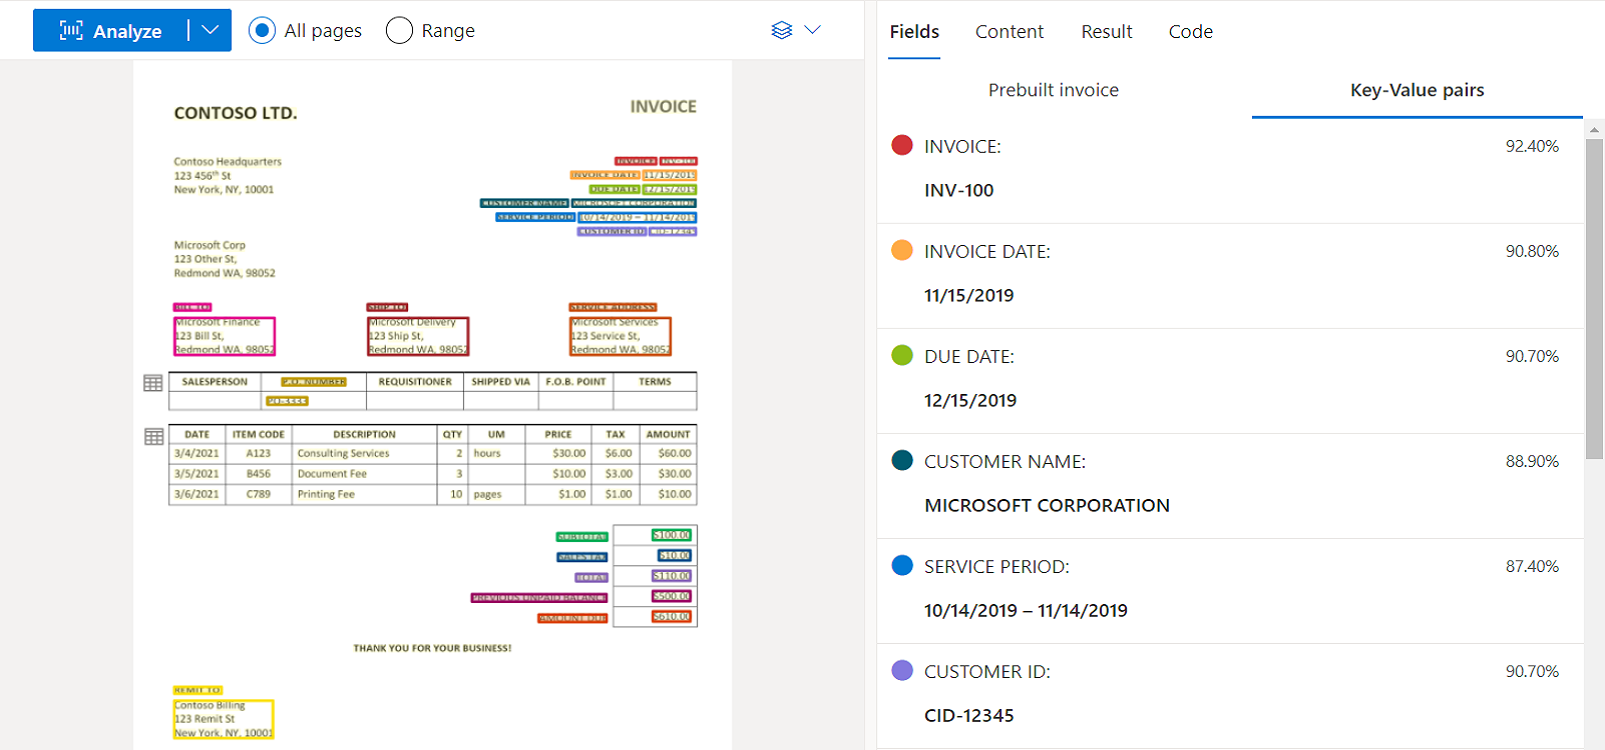 Analyze
All pages
Range
CONTOSO LTD.
INVOICE
Contoso Headquarters
123 456th St
New York, NY, 10001
INVOICE INV-100
INVOICE DATE 11/15/2019
DUE DATE 12/15/2019
CUSTOMER NAME MICROSOFT CORPORATION
SERVICE PERIOD 10/14/2019 – 11/14/2019
CUSTOMER ID CID-12345
Microsoft Corp
123 Other St,
Redmond WA, 98052
BILL TO
Microsoft Finance
123 Bill St,
Redmond WA, 98052
SHIP TO
Microsoft Delivery
123 Ship St,
Redmond WA, 98052
SERVICE ADDRESS
Microsoft Services
123 Service St,
Redmond WA, 98052
SALESPERSON P.O. NUMBER REQUISITIONER SHIPPED VIA F.O.B. POINT TERMS
PO-3333
DATE ITEM CODE DESCRIPTION QTY UM PRICE TAX AMOUNT
3/4/2021 A123 Consulting Services 2 hours $30.00 $6.00 $60.00
3/5/2021 B456 Document Fee 3 $10.00 $3.00 $30.00
3/6/2021 C789 Printing Fee 10 pages $1.00 $1.00 $10.00
SUBTOTAL $100.00
SALES TAX $10.00
TOTAL $110.00
PREVIOUS UNPAID BALANCE $500.00
AMOUNT DUE $610.00
THANK YOU FOR YOUR BUSINESS!
REMIT TO
Contoso Billing
123 Remit St
New York, NY, 10001
Fields
Content
Result
Code
Prebuilt invoice
Key-Value pairs
INVOICE: 92.40%
INV-100
INVOICE DATE: 90.80%
11/15/2019
DUE DATE: 90.70%
12/15/2019
CUSTOMER NAME: 88.90%
MICROSOFT CORPORATION
SERVICE PERIOD: 87.40%
10/14/2019 – 11/14/2019
CUSTOMER ID: 90.70%
CID-12345